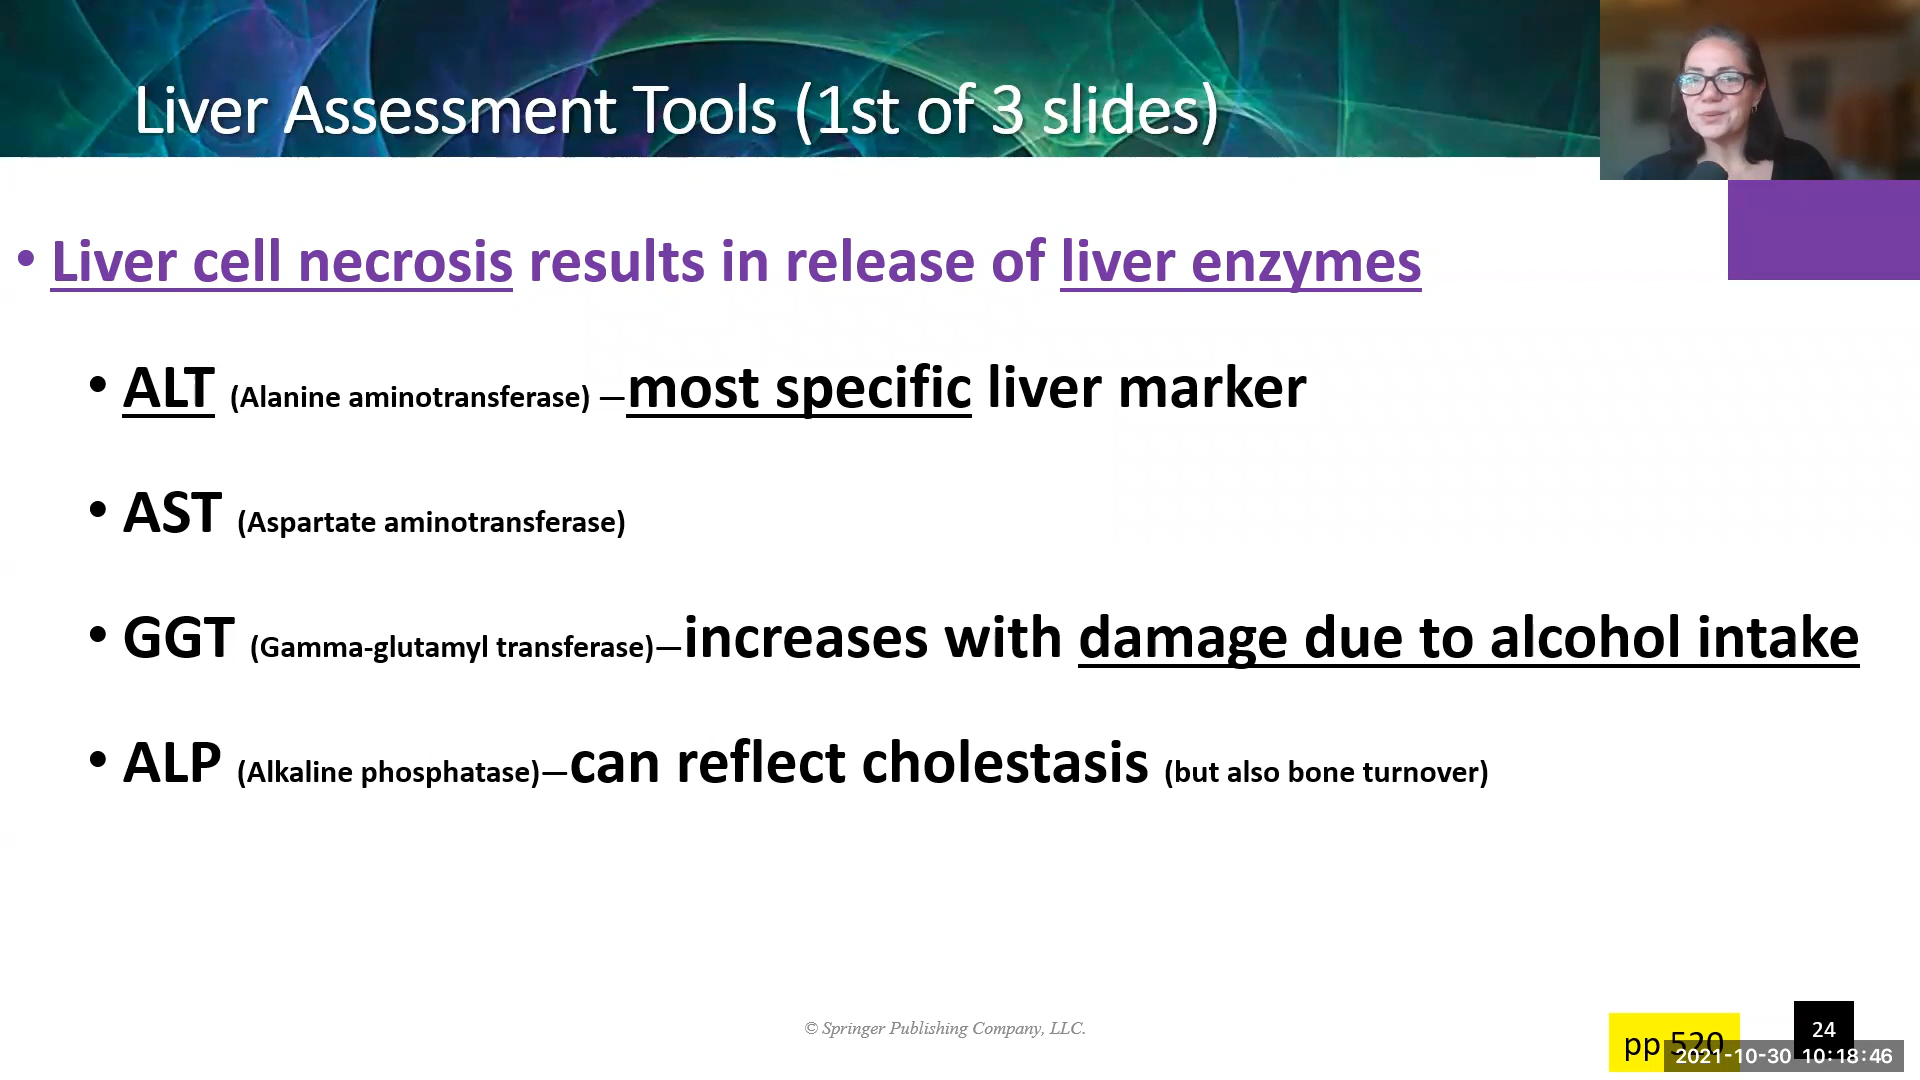 Liver Assessment Tools (1st of 3 slides)
• Liver cell necrosis results in release of liver enzymes
• ALT (Alanine aminotransferase) —most specific liver marker
• AST (Aspartate aminotransferase)
• GGT (Gamma-glutamyl transferase)—increases with damage due to alcohol intake
• ALP (Alkaline phosphatase)—can reflect cholestasis (but also bone turnover)
© Springer Publishing Company, LLC.
pp 520
24
2021-10-30 10:18:46